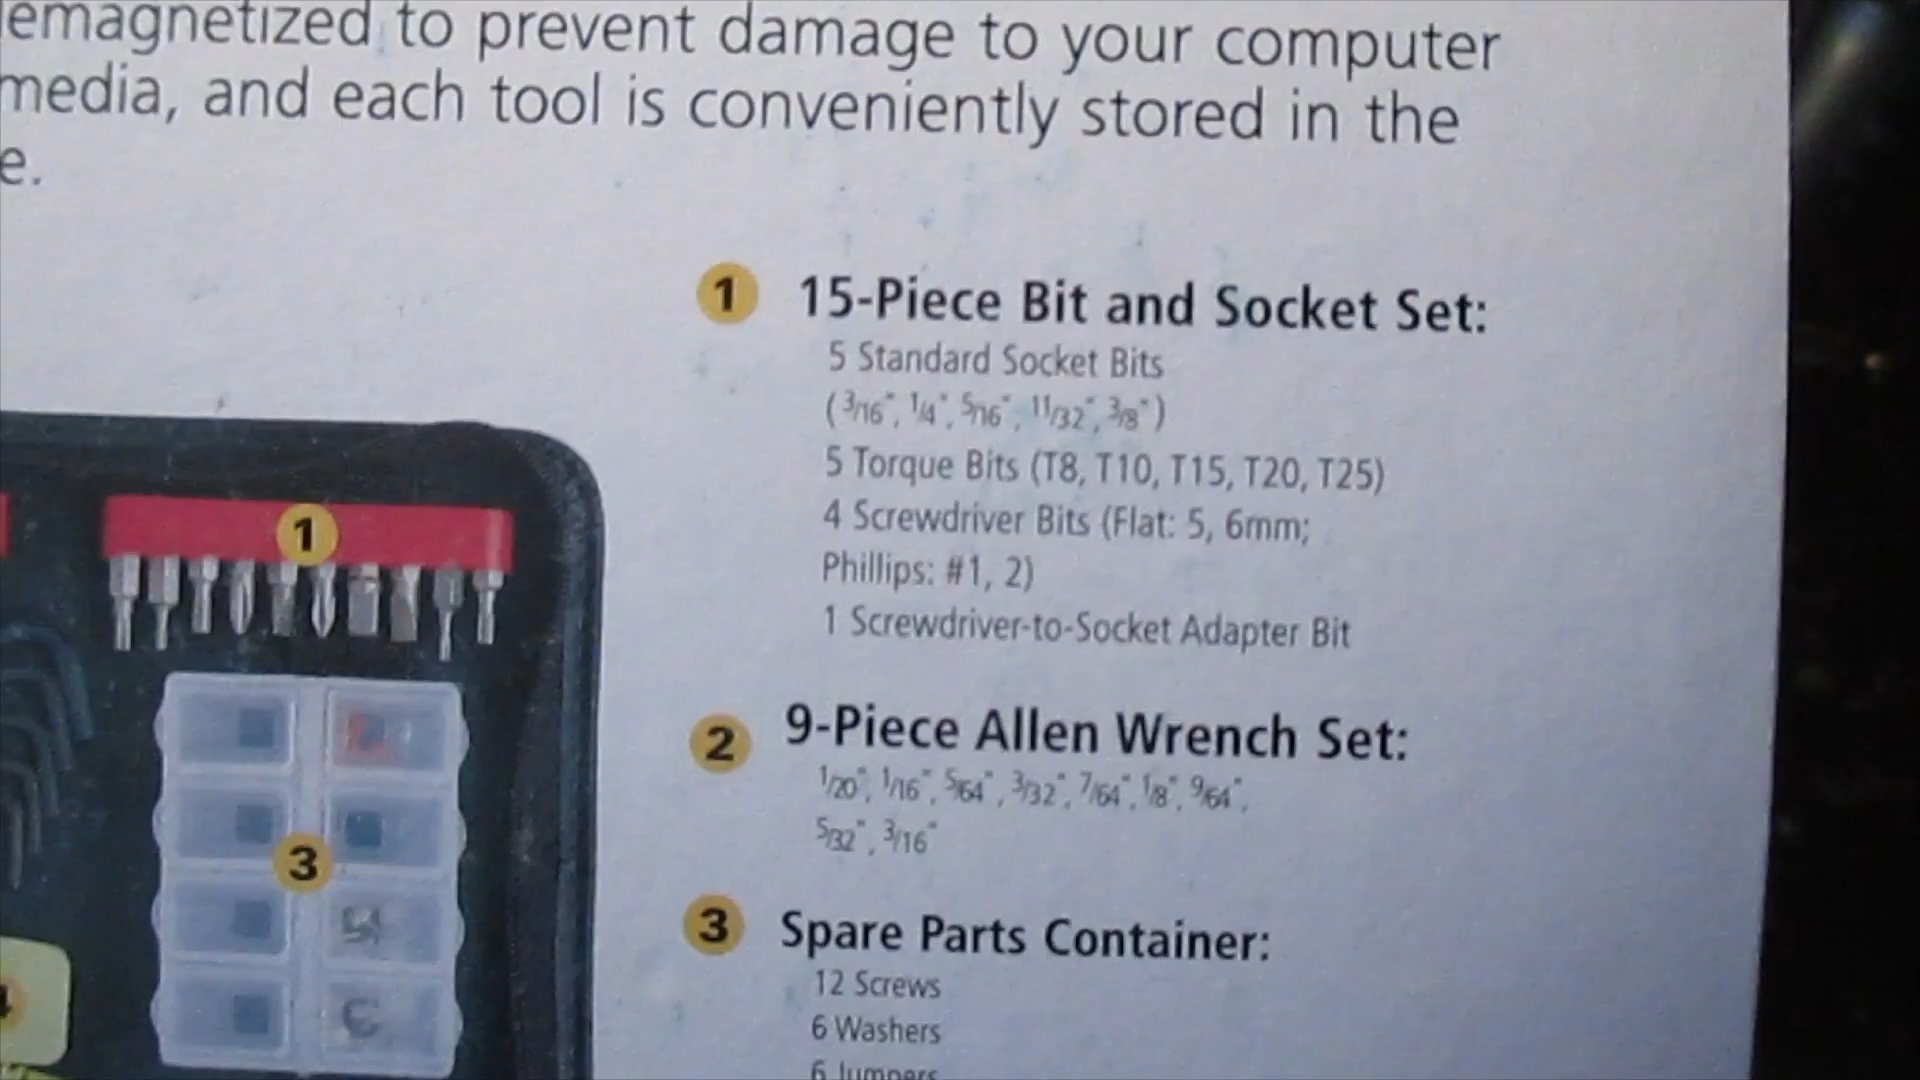 emagnetized to prevent damage to your computer
media, and each tool is conveniently stored in the
e.
1 15-Piece Bit and Socket Set:
5 Standard Socket Bits
(3/16", 1/4", 5/16", 11/32", 3/8")
5 Torque Bits (T8, T10, T15, T20, T25)
4 Screwdriver Bits (Flat: 5, 6mm;
Phillips: #1, 2)
1 Screwdriver-to-Socket Adapter Bit
2 9-Piece Allen Wrench Set:
1/20", 1/16", 5/64", 3/32", 7/64", 1/8", 9/64",
5/32", 3/16"
3 Spare Parts Container:
12 Screws
6 Washers
6 Jumpers
1
3
4